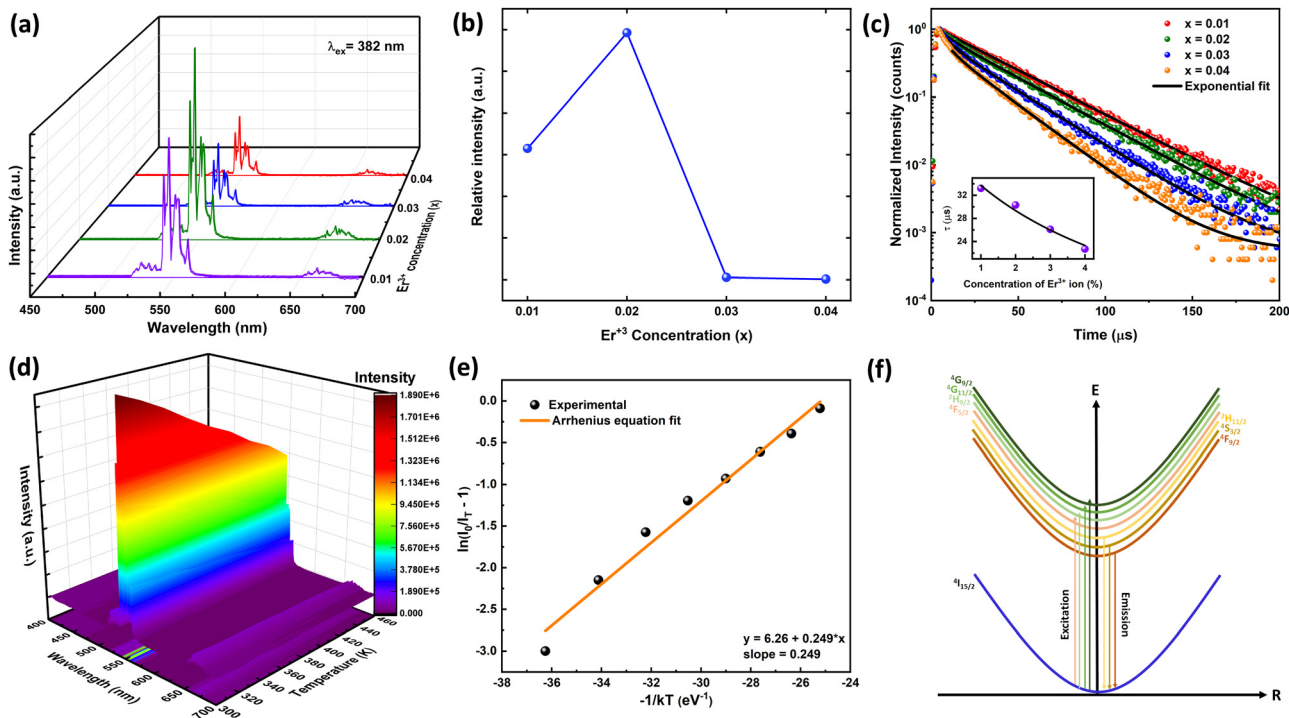 (a)
λex= 382 nm
Intensity (a.u.)
450 500 550 600 650 700
Wavelength (nm)
0.01
0.02
0.03
0.04
Er³⁺ concentration (x)
(b)
Relative intensity (a.u.)
0.01 0.02 0.03 0.04
Er⁺³ Concentration (x)
(c)
x = 0.01
x = 0.02
x = 0.03
x = 0.04
Exponential fit
Normalized Intensity (counts)
10⁰
10⁻¹
10⁻²
10⁻³
10⁻⁴
τ (μs)
32
28
24
1 2 3 4
Concentration of Er³⁺ ion (%)
0 50 100 150 200
Time (μs)
(d)
Intensity
1.890E+6
1.701E+6
1.512E+6
1.323E+6
1.134E+6
9.450E+5
7.560E+5
5.670E+5
3.780E+5
1.890E+5
0.000
Intensity (a.u.)
400 450 500 550 600 650 700
Wavelength (nm)
300 320 340 360 380 400 420 440 460
Temperature (K)
(e)
Experimental
Arrhenius equation fit
ln(I₀/I_T - 1)
0.0
-0.5
-1.0
-1.5
-2.0
-2.5
-3.0
y = 6.26 + 0.249*x
slope = 0.249
-38 -36 -34 -32 -30 -28 -26 -24
-1/kT (eV⁻¹)
(f)
E
⁴G₉/₂
⁴G₁₁/₂
²H₉/₂
⁴F₅/₂
²H₁₁/₂
⁴S₃/₂
⁴F₉/₂
⁴I₁₅/₂
Excitation
Emission
R